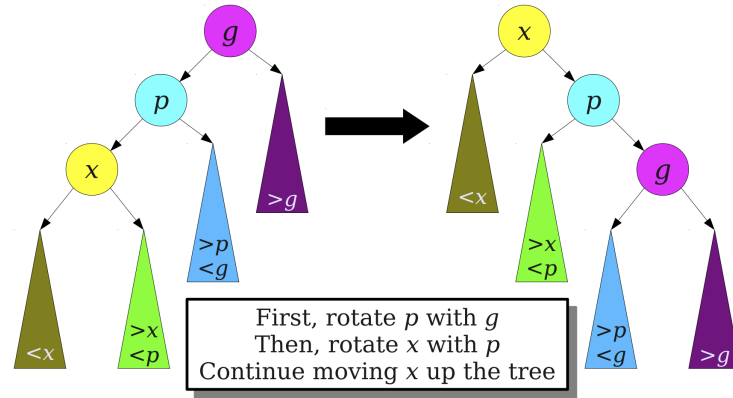 g
p
x
>g
>p
<g
<x
>x
<p
x
p
g
<x
>x
<p
>p
<g
>g
First, rotate p with g
Then, rotate x with p
Continue moving x up the tree